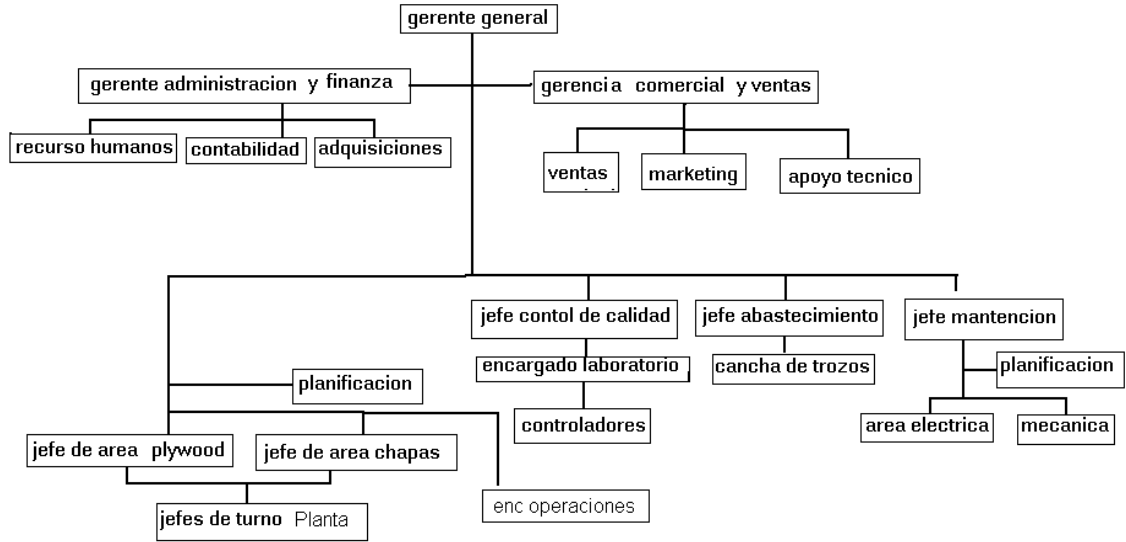 gerente general
gerente administracion y finanza
gerencia comercial y ventas
recurso humanos
contabilidad
adquisiciones
ventas
marketing
apoyo tecnico
jefe contol de calidad
jefe abastecimiento
jefe mantencion
encargado laboratorio
cancha de trozos
planificacion
planificacion
controladores
area electrica
mecanica
jefe de area plywood
jefe de area chapas
enc operaciones
jefes de turno Planta